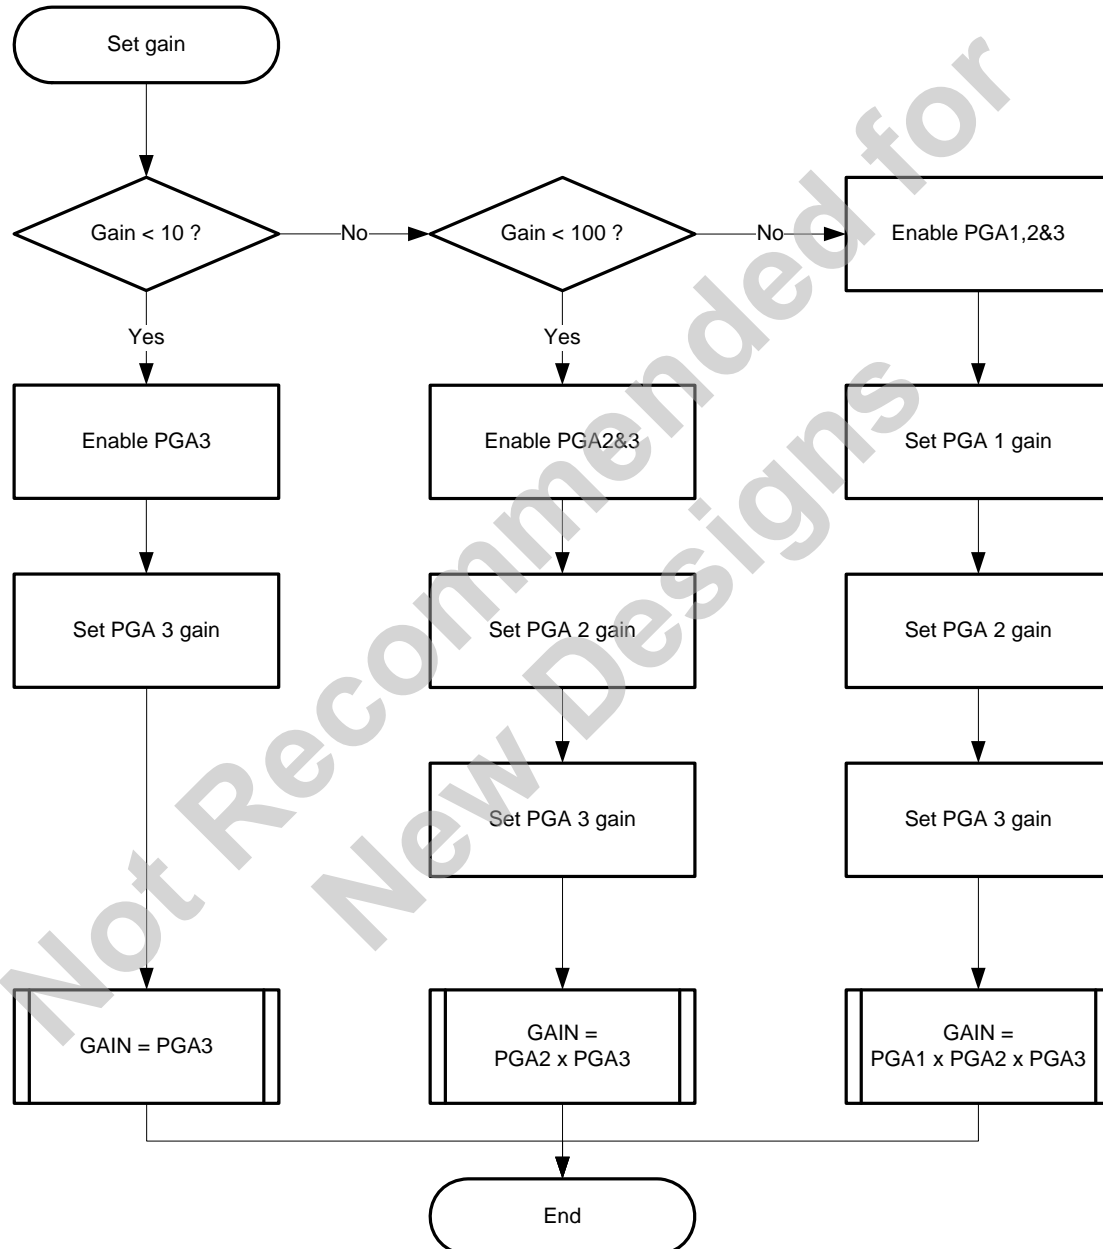 Set gain
Gain < 10 ?
No
Gain < 100 ?
No
Enable PGA1,2&3
Yes
Yes
Enable PGA3
Enable PGA2&3
Set PGA 1 gain
Set PGA 3 gain
Set PGA 2 gain
Set PGA 2 gain
Set PGA 3 gain
Set PGA 3 gain
GAIN = PGA3
GAIN =
PGA2 x PGA3
GAIN =
PGA1 x PGA2 x PGA3
End
Not Recommended for
New Designs